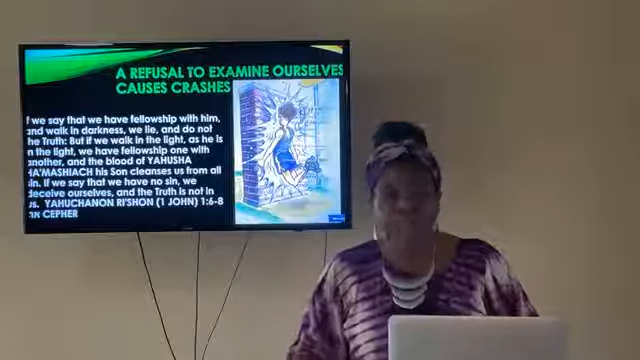 A REFUSAL TO EXAMINE OURSELVES
CAUSES CRASHES
f we say that we have fellowship with him,
and walk in darkness, we lie, and do not
he Truth: But if we walk in the light, as he is
n the light, we have fellowship one with
another, and the blood of YAHUSHA
HA'MASHIACH his Son cleanses us from all
in. If we say that we have no sin, we
deceive ourselves, and the Truth is not in
us. YAHUCHANON RI'SHON (1 JOHN) 1:6-8
CEPHER